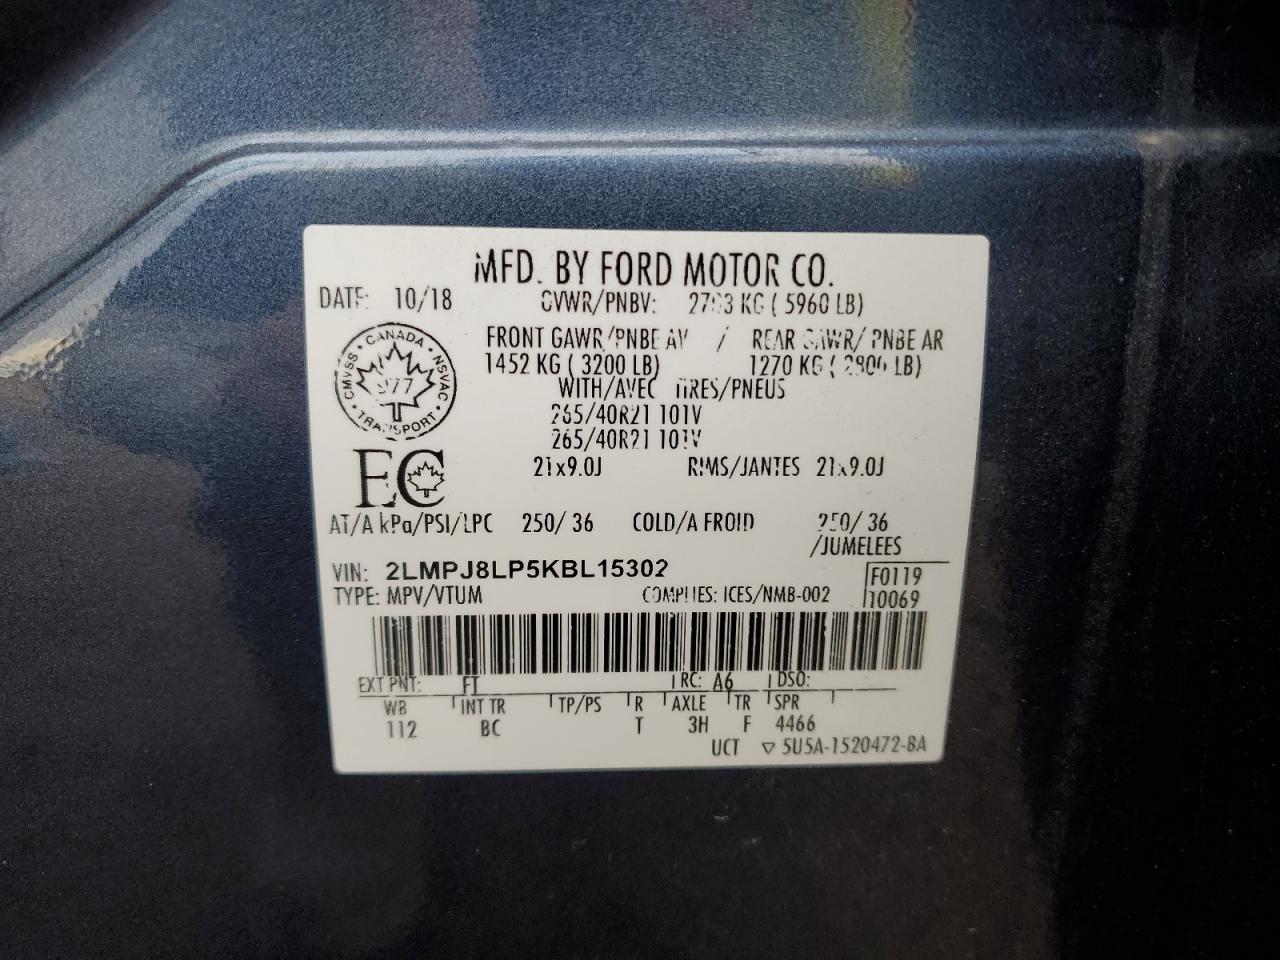 MFD. BY FORD MOTOR CO.
DATE: 10/18 GVWR/PNBV: KG ( 5960 LB)
FRONT GAWR/PNBE AV / REAR GAWR/ PNBE AR
1452 KG ( 3200 LB) 1270 KG ( 2800 LB)
WITH/AVEC TIRES/PNEUS
265/40R21 101V
265/40R21 101V
21x9.0J RIMS/JANTES 21x9.0J
CANADA
CMVSS NSVAC
977
TRANSPORT
EC
AT/A kPa/PSI/LPC 250/ 36 COLD/A FROID 250/ 36
/JUMELEES
VIN: 2LMPJ8LP5KBL15302 F0119
TYPE: MPV/VTUM COMPLIES: ICES/NMB-002 10069
EXT PNT: FT RC: A6 DSO:
WB INT TR TP/PS R AXLE TR SPR
112 BC T 3H F 4466
UCT ▽ 5U5A-1520472-BA